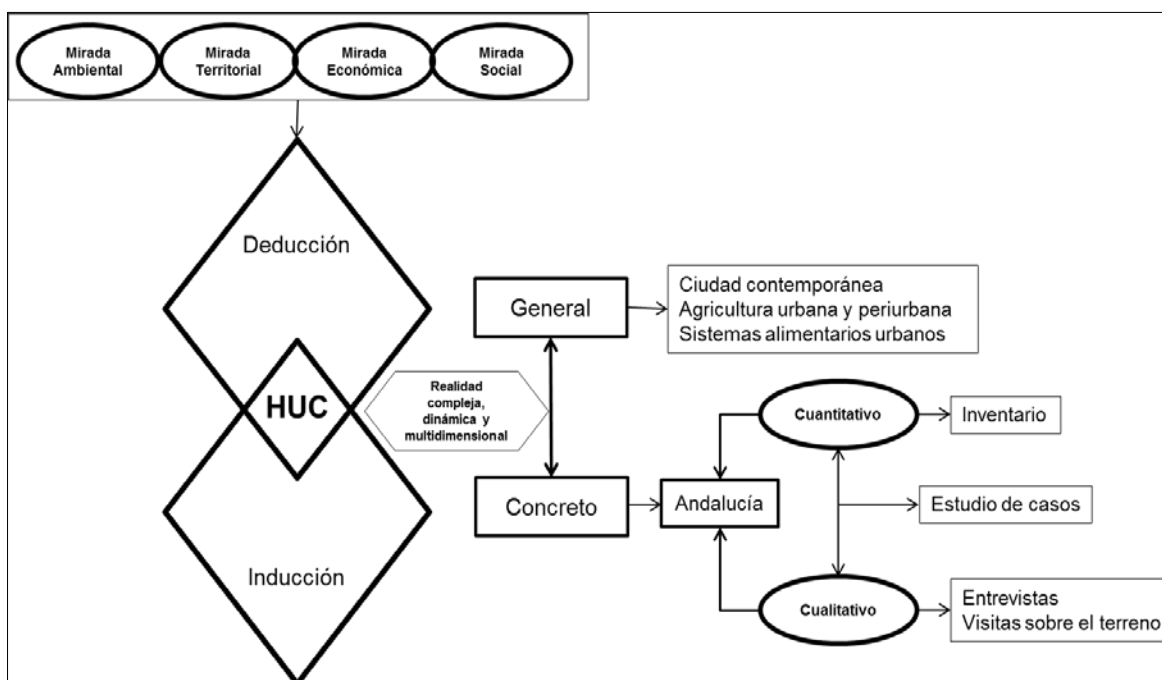 Mirada
Ambiental
Mirada
Territorial
Mirada
Económica
Mirada
Social
Deducción
HUC
Inducción
Realidad
compleja,
dinámica y
multidimensional
General
Ciudad contemporánea
Agricultura urbana y periurbana
Sistemas alimentarios urbanos
Concreto
Andalucía
Cuantitativo
Inventario
Estudio de casos
Cualitativo
Entrevistas
Visitas sobre el terreno